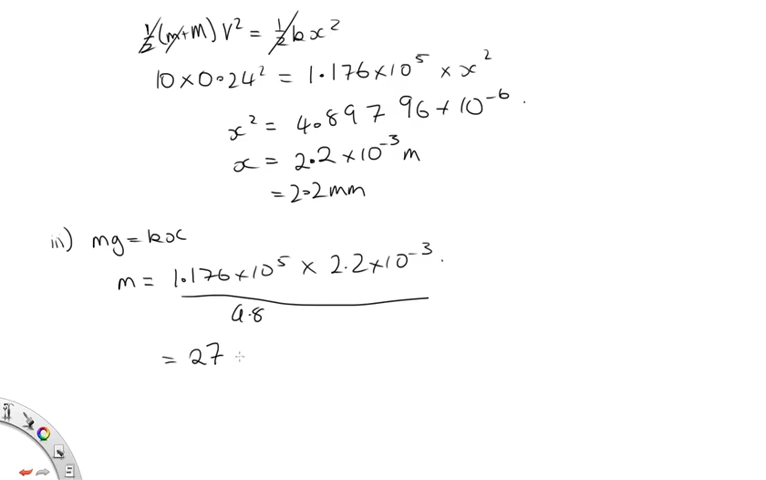 ½(m+M)V² = ½kx²
10×0.24² = 1.176×10⁵ × x²
x² = 4.89796×10⁻⁶.
x = 2.2×10⁻³m
= 2.2mm
iii) mg=kx
m = 1.176×10⁵ × 2.2×10⁻³.
9.8
= 27